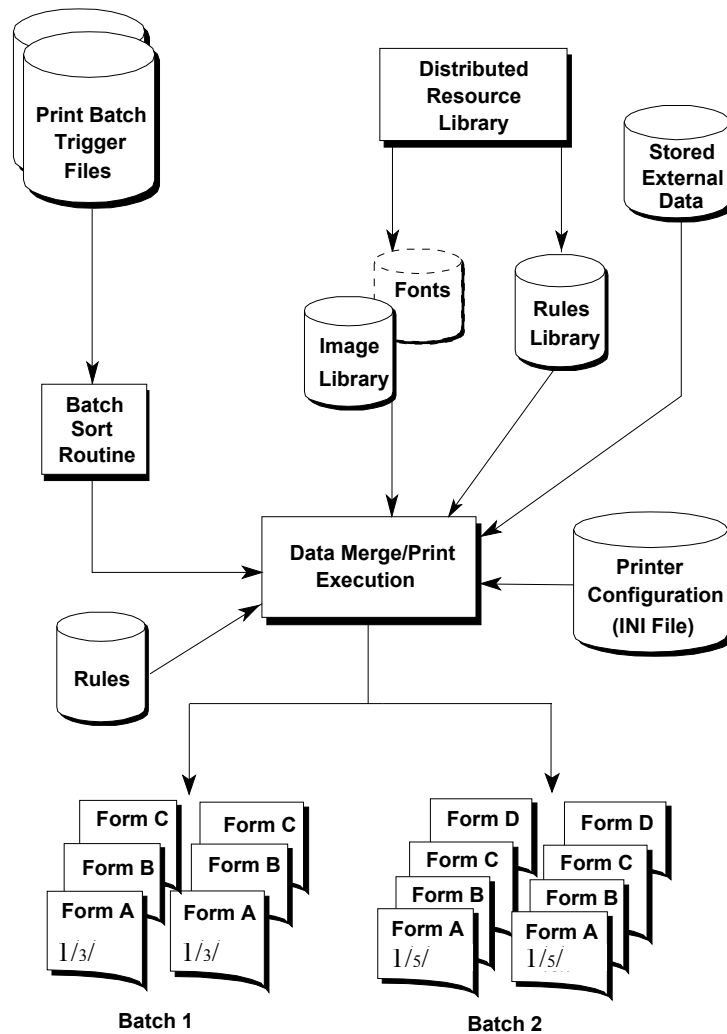 Print Batch
Trigger
Files
Distributed
Resource
Library
Stored
External
Data
Fonts
Image
Library
Rules
Library
Batch
Sort
Routine
Data Merge/Print
Execution
Printer
Configuration
(INI File)
Rules
Form C
Form B
Form A
1/3/
Form C
Form B
Form A
1/3/
Form D
Form C
Form B
Form A
1/5/
Form D
Form C
Form B
Form A
1/5/
Batch 1
Batch 2